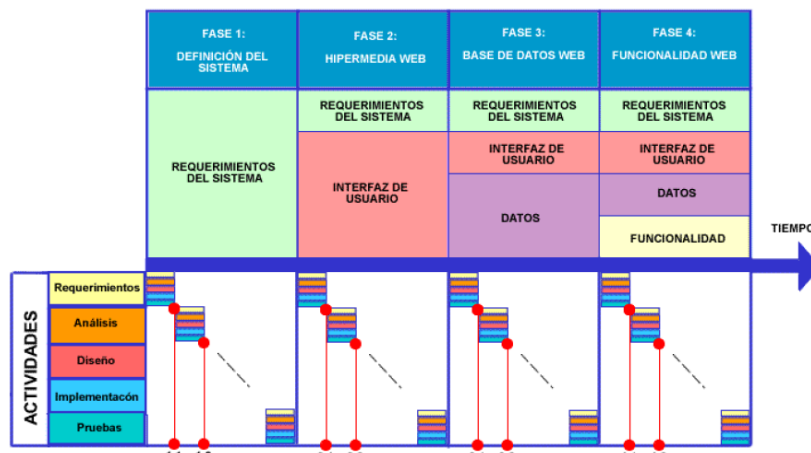 FASE 1:
DEFINICIÓN DEL
SISTEMA
FASE 2:
HIPERMEDIA WEB
FASE 3:
BASE DE DATOS WEB
FASE 4:
FUNCIONALIDAD WEB
REQUERIMIENTOS
DEL SISTEMA
REQUERIMIENTOS
DEL SISTEMA
INTERFAZ DE
USUARIO
REQUERIMIENTOS
DEL SISTEMA
INTERFAZ DE
USUARIO
DATOS
REQUERIMIENTOS
DEL SISTEMA
INTERFAZ DE
USUARIO
DATOS
FUNCIONALIDAD
TIEMPO
ACTIVIDADES
Requerimientos
Análisis
Diseño
Implementacón
Pruebas